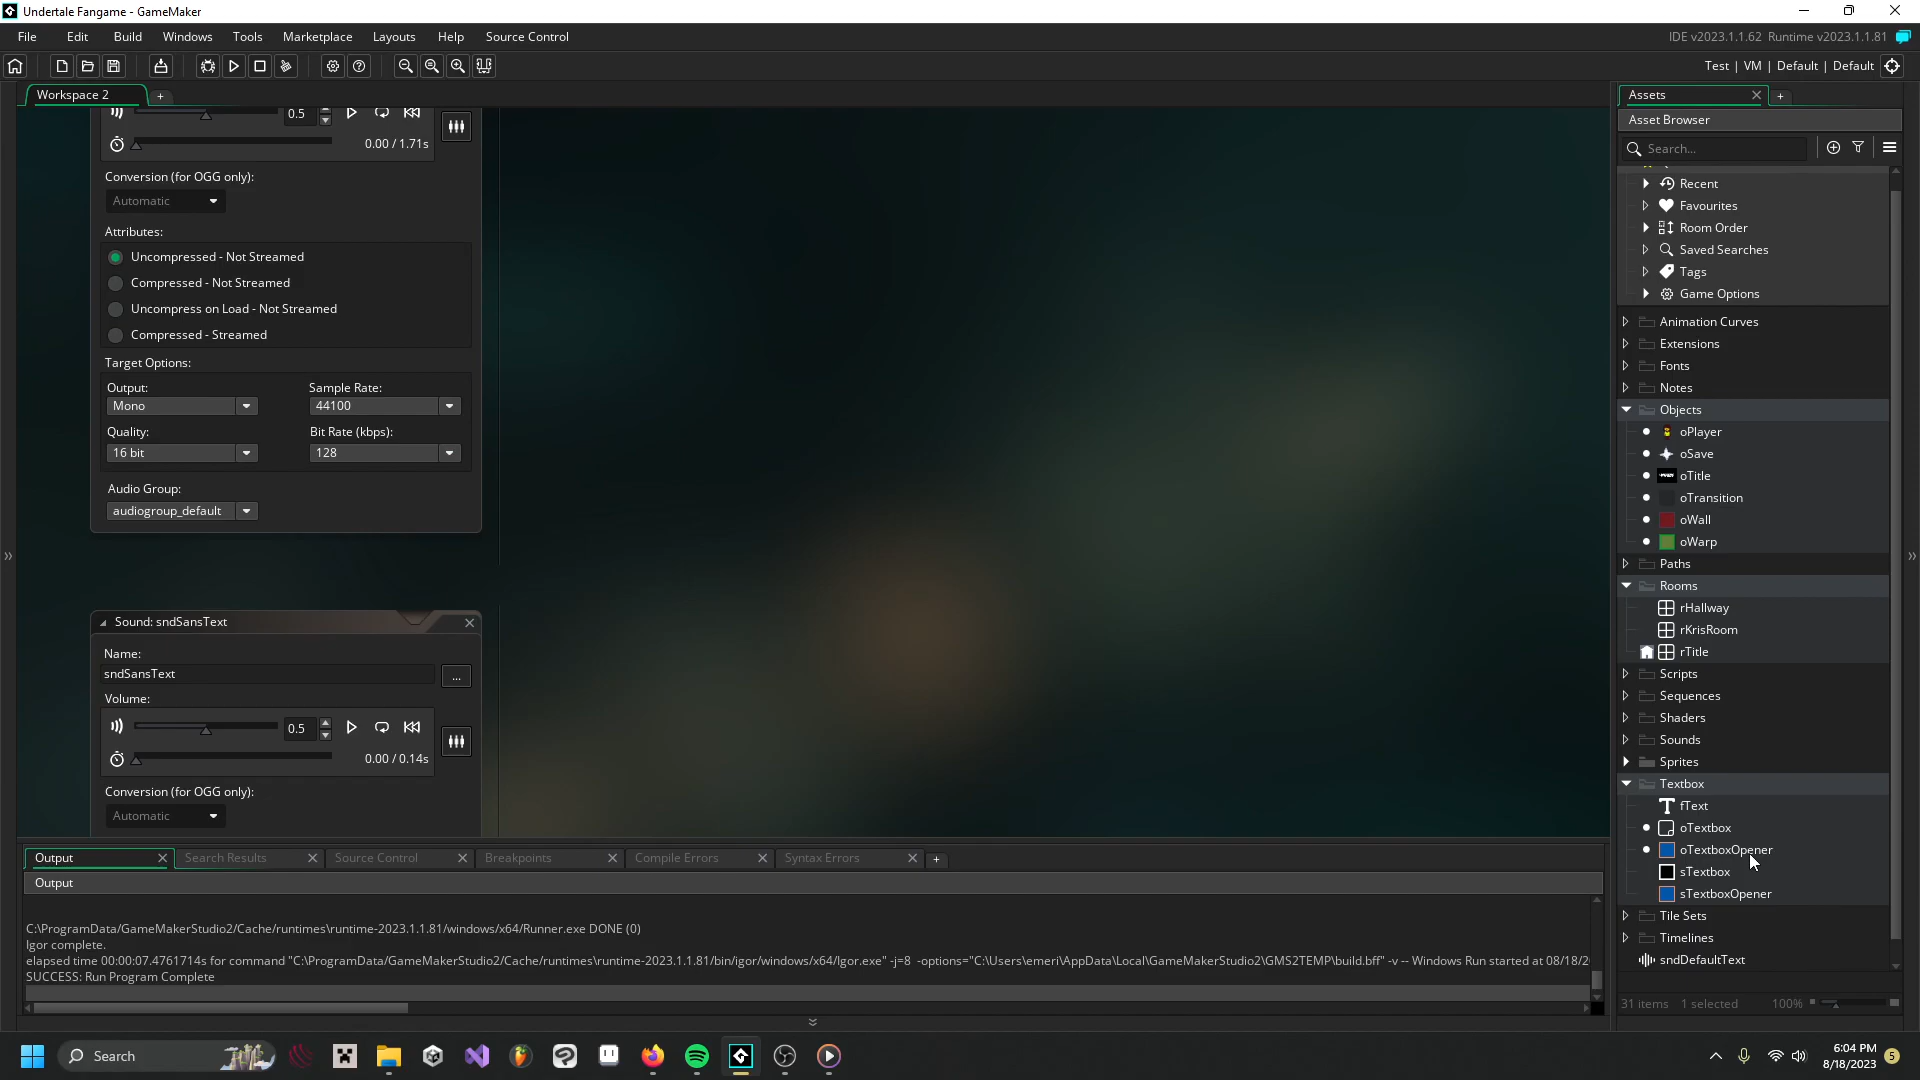 Undertale Fangame - GameMaker
File Edit Build Windows Tools Marketplace Layouts Help Source Control
IDE v2023.1.1.62 Runtime v2023.1.1.81
Test | VM | Default | Default
Workspace 2
0.5
0.00 / 1.71s
Conversion (for OGG only):
Automatic
Attributes:
Uncompressed - Not Streamed
Compressed - Not Streamed
Uncompress on Load - Not Streamed
Compressed - Streamed
Target Options:
Output: Sample Rate:
Mono 44100
Quality: Bit Rate (kbps):
16 bit 128
Audio Group:
audiogroup_default
Sound: sndSansText
Name:
sndSansText
...
Volume:
0.5
0.00 / 0.14s
Conversion (for OGG only):
Automatic
Output Search Results Source Control Breakpoints Compile Errors Syntax Errors
Output
C:\ProgramData/GameMakerStudio2/Cache/runtimes\runtime-2023.1.1.81/windows/x64/Runner.exe DONE (0)
Igor complete.
elapsed time 00:00:07.4761714s for command "C:\ProgramData/GameMakerStudio2/Cache/runtimes\runtime-2023.1.1.81/bin/igor/windows/x64/Igor.exe" -j=8 -options="C:\Users\emeri\AppData\Local\GameMakerStudio2\GMS2TEMP\build.bff" -v -- Windows Run started at 08/18/2
SUCCESS: Run Program Complete
Assets
Asset Browser
Search...
Recent
Favourites
Room Order
Saved Searches
Tags
Game Options
Animation Curves
Extensions
Fonts
Notes
Objects
oPlayer
oSave
oTitle
oTransition
oWall
oWarp
Paths
Rooms
rHallway
rKrisRoom
rTitle
Scripts
Sequences
Shaders
Sounds
Sprites
Textbox
fText
oTextbox
oTextboxOpener
sTextbox
sTextboxOpener
Tile Sets
Timelines
sndDefaultText
31 items 1 selected 100%
Search
6:04 PM
8/18/2023
5